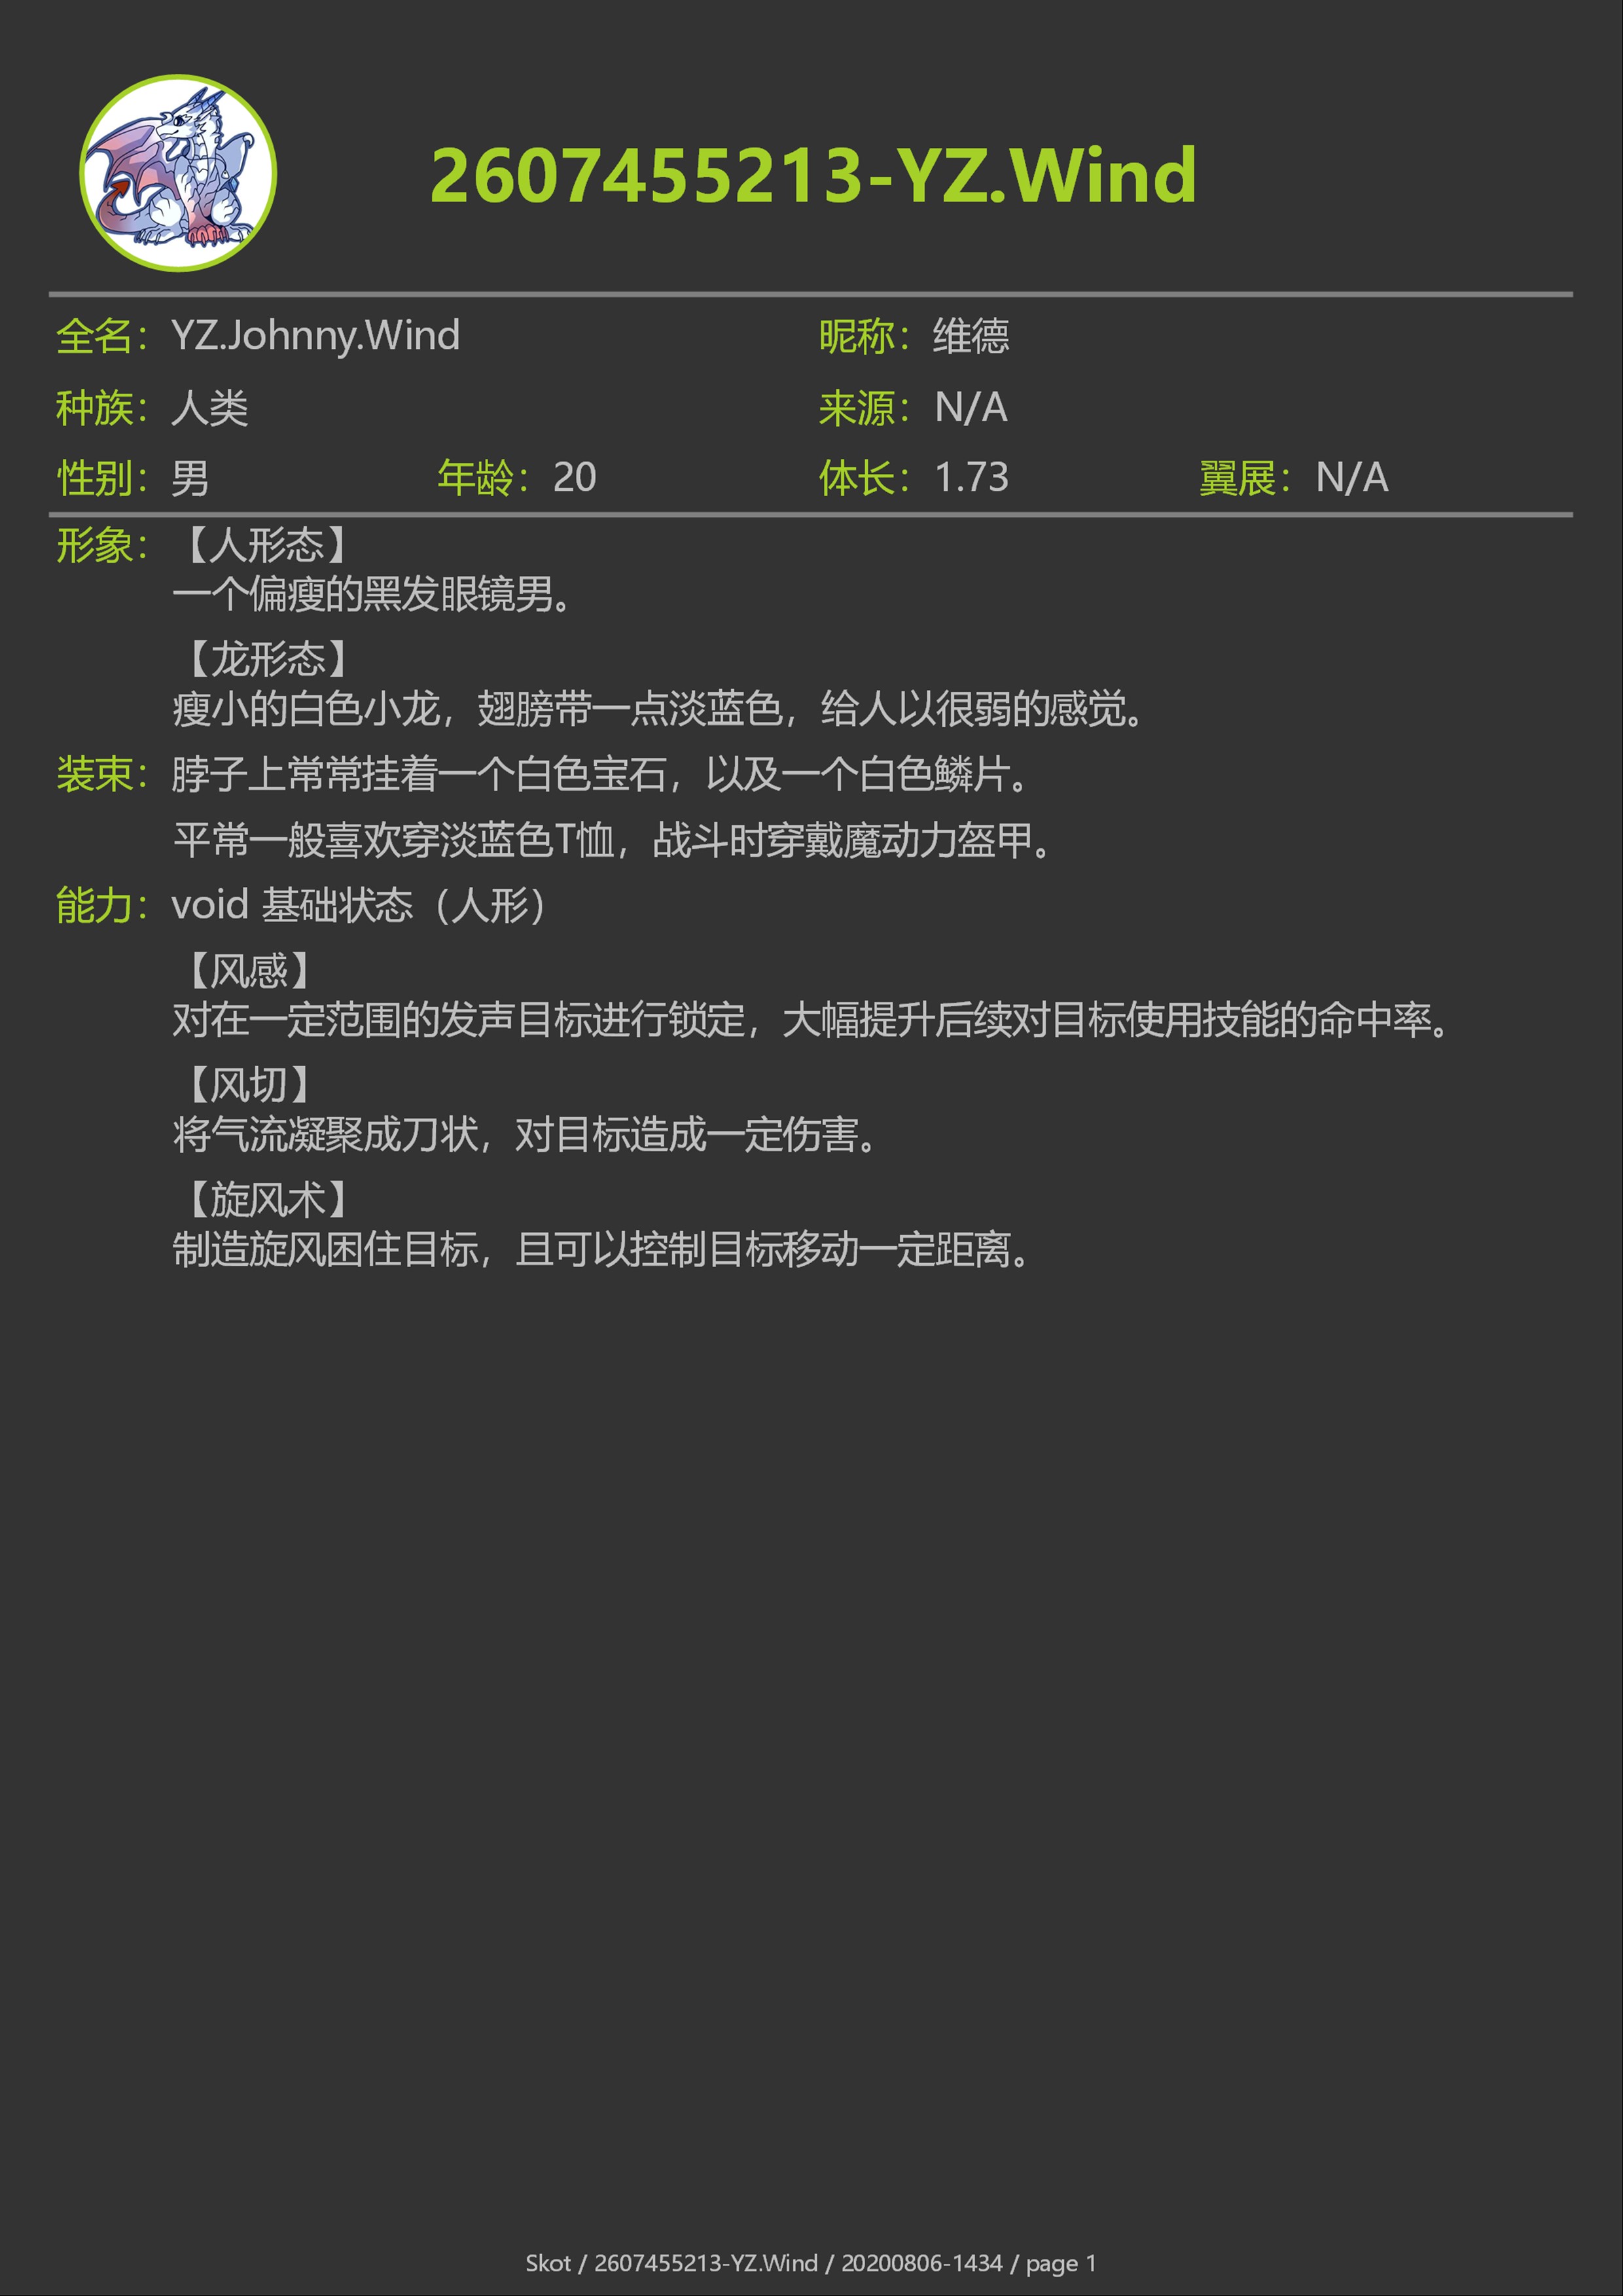 2607455213-YZ.Wind
全名： YZ.Johnny.Wind 昵称： 维德
种族： 人类 来源： N/A
性别： 男 年龄： 20 体长： 1.73 翼展： N/A
形象： 【人形态】
一个偏瘦的黑发眼镜男。
【龙形态】
瘦小的白色小龙，翅膀带一点淡蓝色，给人以很弱的感觉。
装束： 脖子上常常挂着一个白色宝石，以及一个白色鳞片。
平常一般喜欢穿淡蓝色T恤，战斗时穿戴魔动力盔甲。
能力： void 基础状态（人形）
【风感】
对在一定范围的发声目标进行锁定，大幅提升后续对目标使用技能的命中率。
【风切】
将气流凝聚成刀状，对目标造成一定伤害。
【旋风术】
制造旋风困住目标，且可以控制目标移动一定距离。
Skot / 2607455213-YZ.Wind / 20200806-1434 / page 1